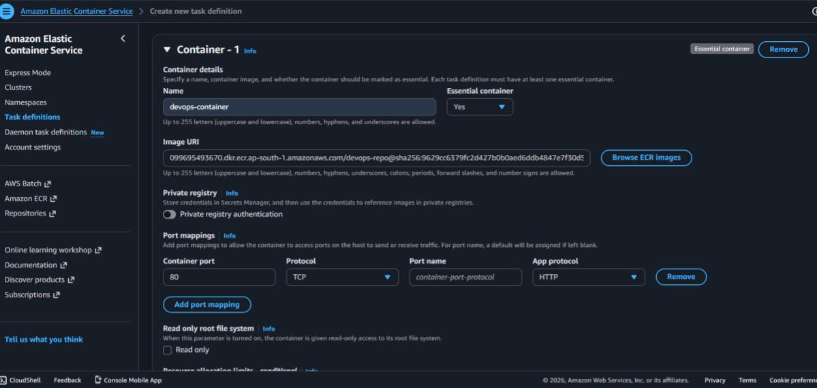 Amazon Elastic Container Service > Create new task definition
Amazon Elastic
Container Service
Express Mode
Clusters
Namespaces
Task definitions
Daemon task definitions New
Account settings
AWS Batch
Amazon ECR
Repositories
Online learning workshop
Documentation
Discover products
Subscriptions
Tell us what you think
Container - 1 Info
Essential container
Remove
Container details
Specify a name, container image, and whether the container should be marked as essential. Each task definition must have at least one essential container.
Name
Essential container
devops-container
Yes
Up to 255 letters (uppercase and lowercase), numbers, hyphens, and underscores are allowed.
Image URI
099695493670.dkr.ecr.ap-south-1.amazonaws.com/devops-repo@sha256:9629cc6379fc2d427b0b0aed6ddb4847e7f30d5
Browse ECR images
Up to 255 letters (uppercase and lowercase), numbers, hyphens, underscores, colons, periods, forward slashes, and number signs are allowed.
Private registry Info
Store credentials in Secrets Manager, and then use the credentials to reference images in private registries.
Private registry authentication
Port mappings Info
Add port mappings to allow the container to access ports on the host to send or receive traffic. For port name, a default will be assigned if left blank.
Container port
Protocol
Port name
App protocol
80
TCP
container-port-protocol
HTTP
Remove
Add port mapping
Read only root file system Info
When this parameter is turned on, the container is given read-only access to its root file system.
Read only
CloudShell
Feedback
Console Mobile App
© 2026, Amazon Web Services, Inc. or its affiliates.
Privacy
Terms
Cookie preferen